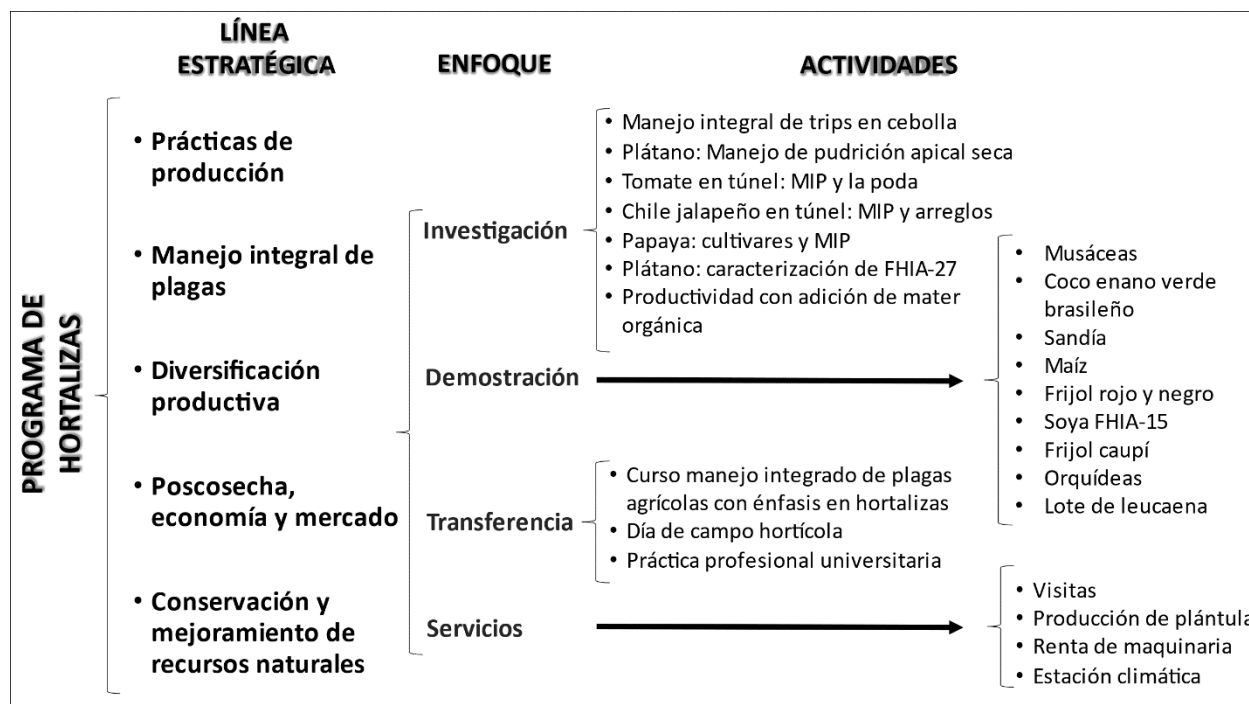 PROGRAMA DE
HORTALIZAS
LÍNEA
ESTRATÉGICA
• Prácticas de
producción
• Manejo integral de
plagas
• Diversificación
productiva
• Poscosecha,
economía y mercado
• Conservación y
mejoramiento de
recursos naturales
ENFOQUE
Investigación
Demostración
Transferencia
Servicios
ACTIVIDADES
• Manejo integral de trips en cebolla
• Plátano: Manejo de pudrición apical seca
• Tomate en túnel: MIP y la poda
• Chile jalapeño en túnel: MIP y arreglos
• Papaya: cultivares y MIP
• Plátano: caracterización de FHIA-27
• Productividad con adición de mater
orgánica
• Musáceas
• Coco enano verde
brasileño
• Sandía
• Maíz
• Frijol rojo y negro
• Soya FHIA-15
• Frijol caupí
• Orquídeas
• Lote de leucaena
• Curso manejo integrado de plagas
agrícolas con énfasis en hortalizas
• Día de campo hortícola
• Práctica profesional universitaria
• Visitas
• Producción de plántula
• Renta de maquinaria
• Estación climática